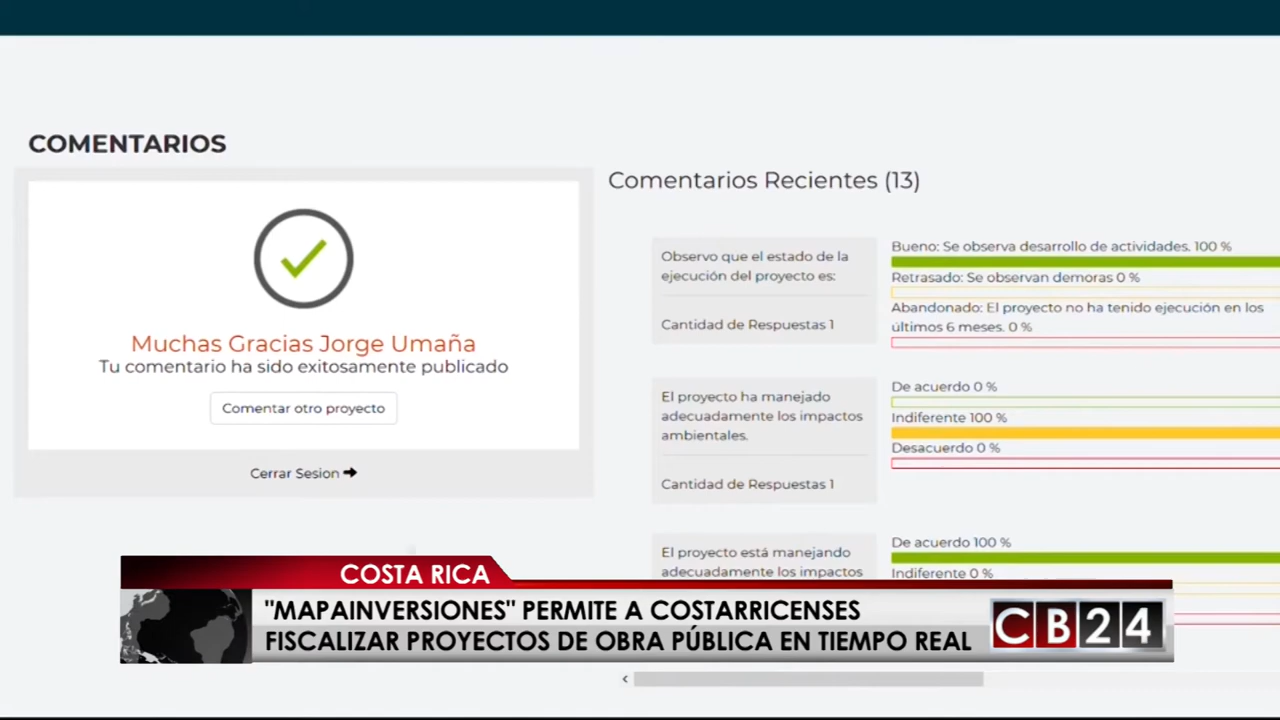 COMENTARIOS
Muchas Gracias Jorge Umaña
Tu comentario ha sido exitosamente publicado
Comentar otro proyecto
Cerrar Sesion
Comentarios Recientes (13)
Observo que el estado de la
ejecución del proyecto es:
Cantidad de Respuestas 1
Bueno: Se observa desarrollo de actividades. 100 %
Retrasado: Se observan demoras 0 %
Abandonado: El proyecto no ha tenido ejecución en los
últimos 6 meses. 0 %
El proyecto ha manejado
adecuadamente los impactos
ambientales.
Cantidad de Respuestas 1
De acuerdo 0 %
Indiferente 100 %
Desacuerdo 0 %
El proyecto está manejando
adecuadamente los impactos
De acuerdo 100 %
Indiferente 0 %
COSTA RICA
"MAPAINVERSIONES" PERMITE A COSTARRICENSES
FISCALIZAR PROYECTOS DE OBRA PÚBLICA EN TIEMPO REAL
CB24